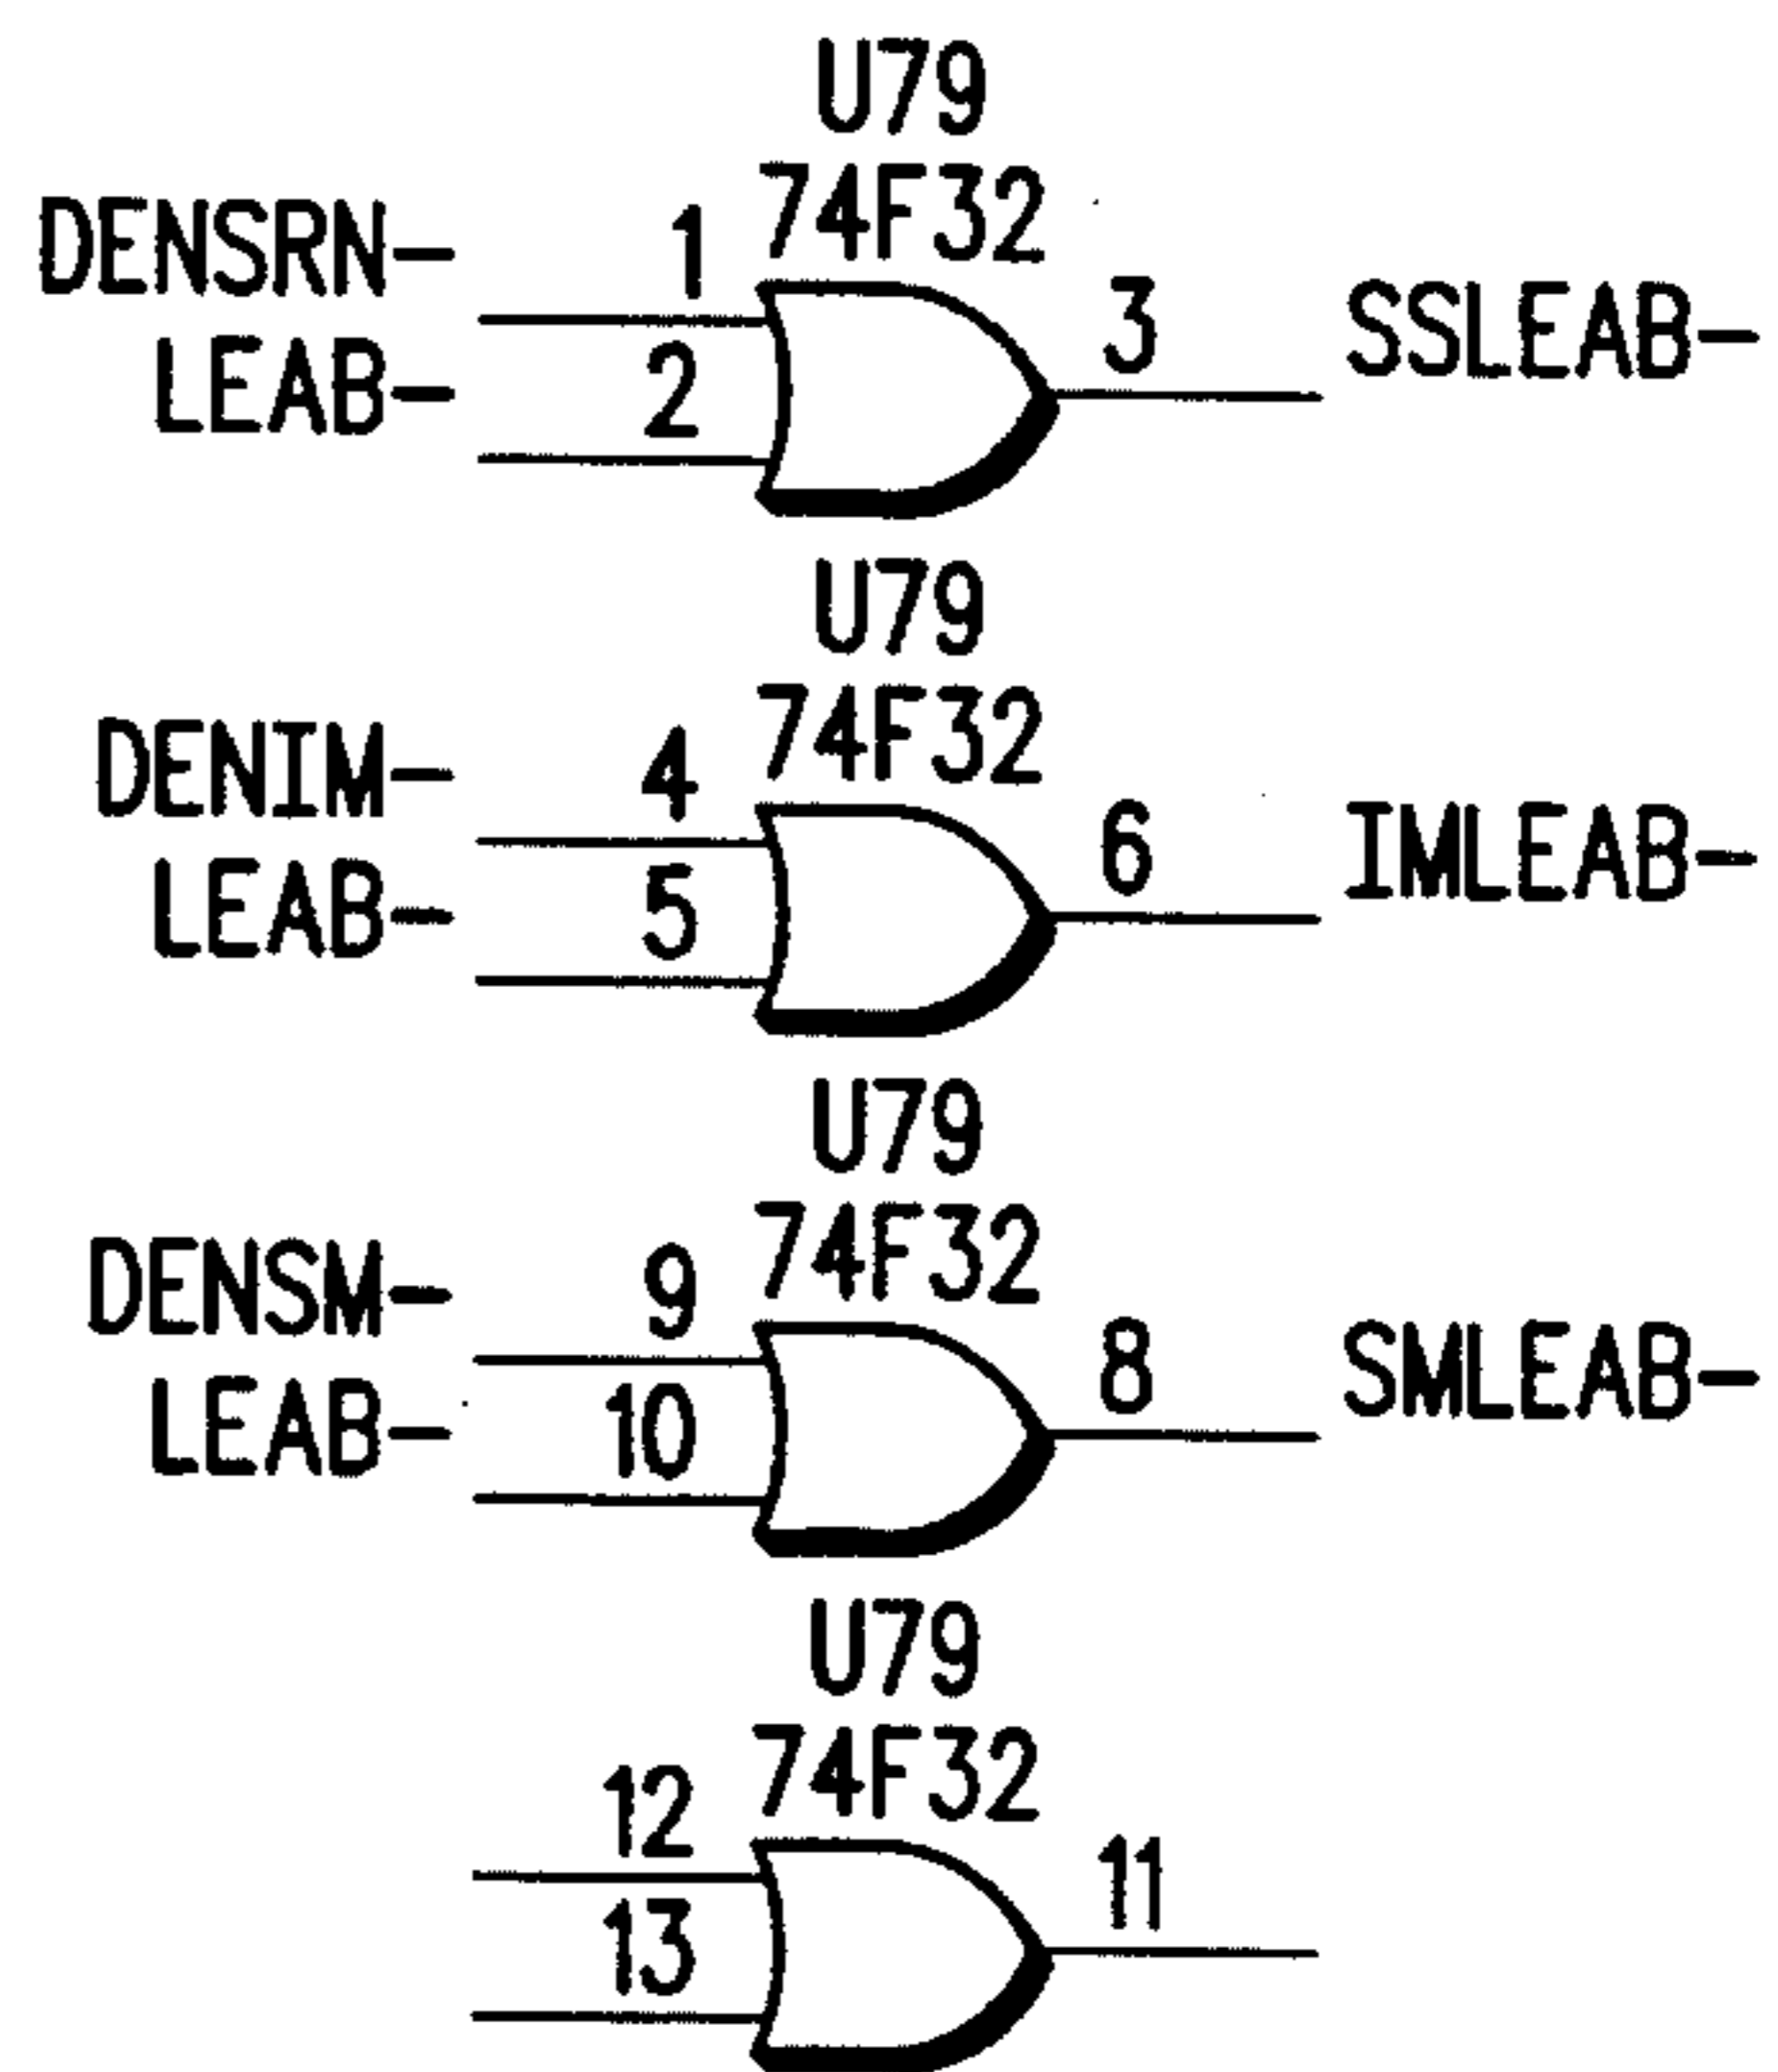 U79
74F32
DENSRN- 1
LEAB- 2
3 SSLEAB-
U79
74F32
DENIM- 4
LEAB- 5
6 IMLEAB-
U79
74F32
DENSM- 9
LEAB- 10
8 SMLEAB-
U79
74F32
12
13
11